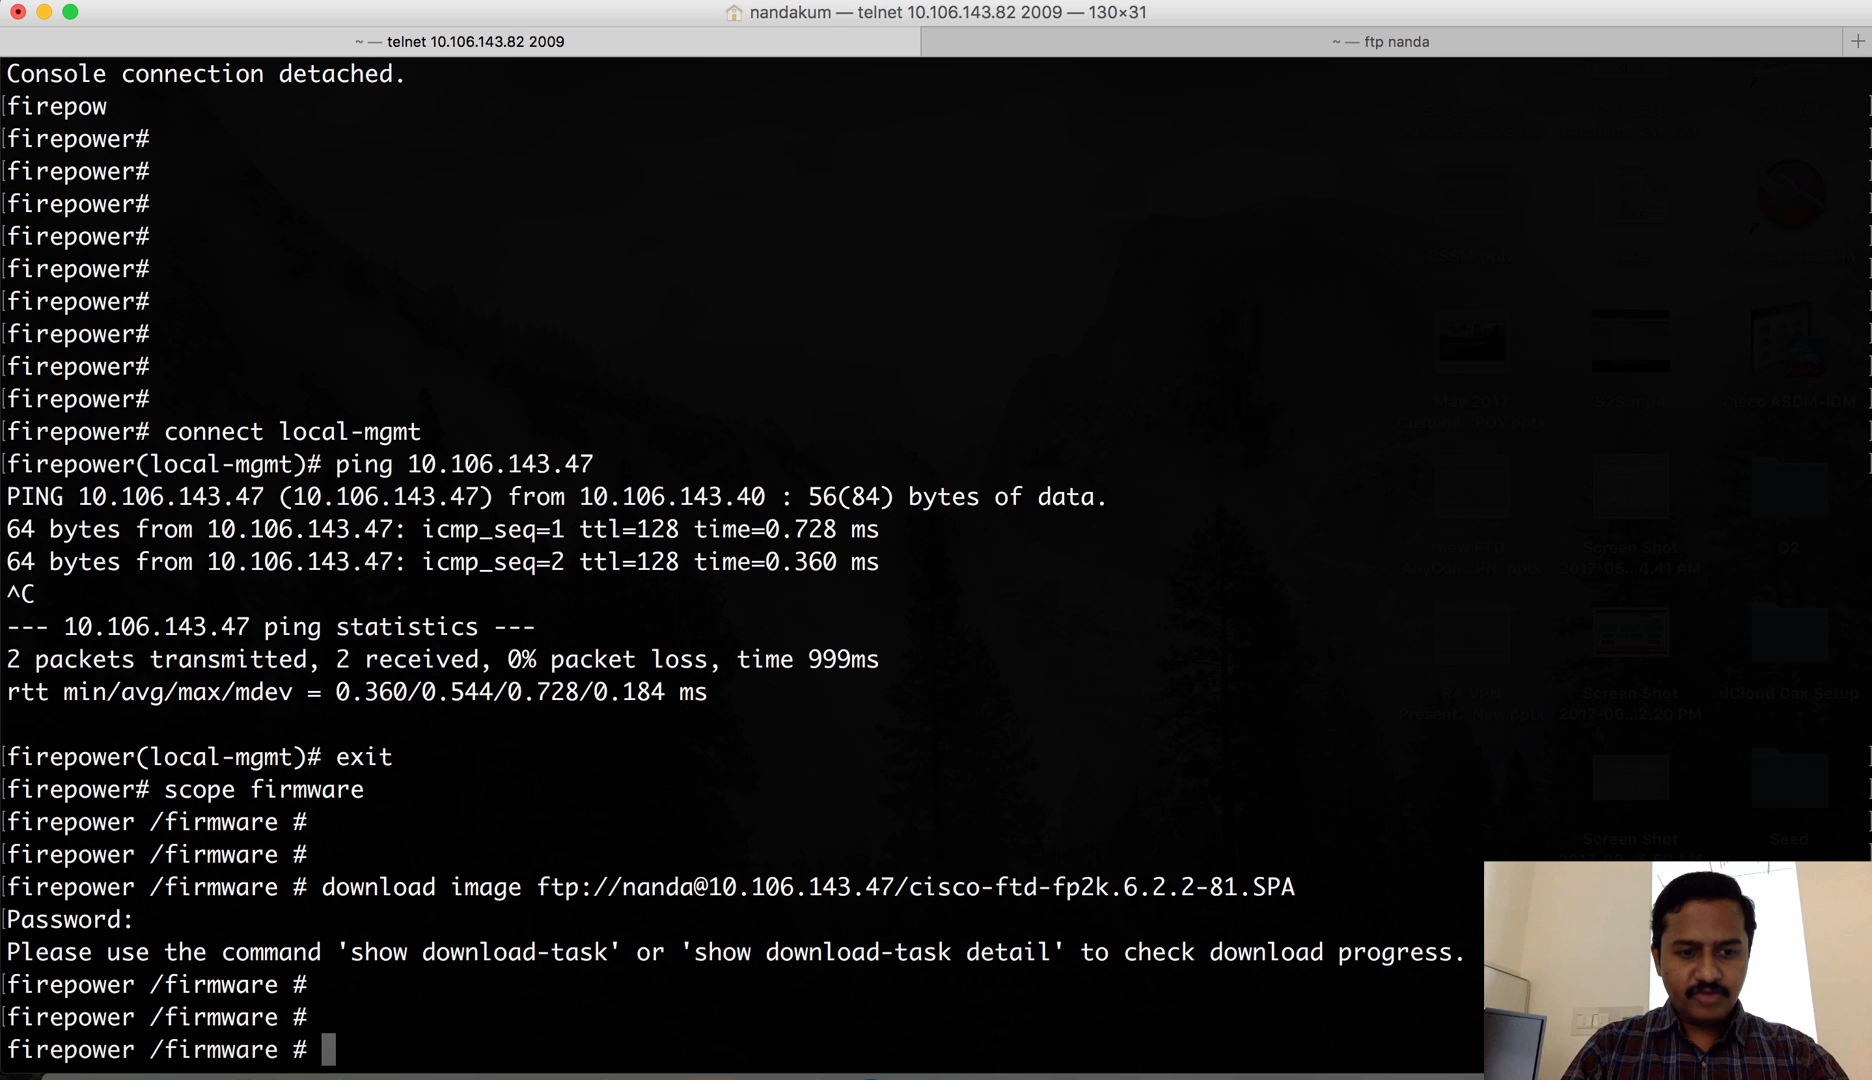 nandakum — telnet 10.106.143.82 2009 — 130×31
~ — telnet 10.106.143.82 2009
~ — ftp nanda
Console connection detached.
firepow
firepower#
firepower#
firepower#
firepower#
firepower#
firepower#
firepower#
firepower#
firepower#
firepower# connect local-mgmt
firepower(local-mgmt)# ping 10.106.143.47
PING 10.106.143.47 (10.106.143.47) from 10.106.143.40 : 56(84) bytes of data.
64 bytes from 10.106.143.47: icmp_seq=1 ttl=128 time=0.728 ms
64 bytes from 10.106.143.47: icmp_seq=2 ttl=128 time=0.360 ms
^C
--- 10.106.143.47 ping statistics ---
2 packets transmitted, 2 received, 0% packet loss, time 999ms
rtt min/avg/max/mdev = 0.360/0.544/0.728/0.184 ms
firepower(local-mgmt)# exit
firepower# scope firmware
firepower /firmware #
firepower /firmware #
firepower /firmware # download image ftp://nanda@10.106.143.47/cisco-ftd-fp2k.6.2.2-81.SPA
Password:
Please use the command 'show download-task' or 'show download-task detail' to check download progress.
firepower /firmware #
firepower /firmware #
firepower /firmware #